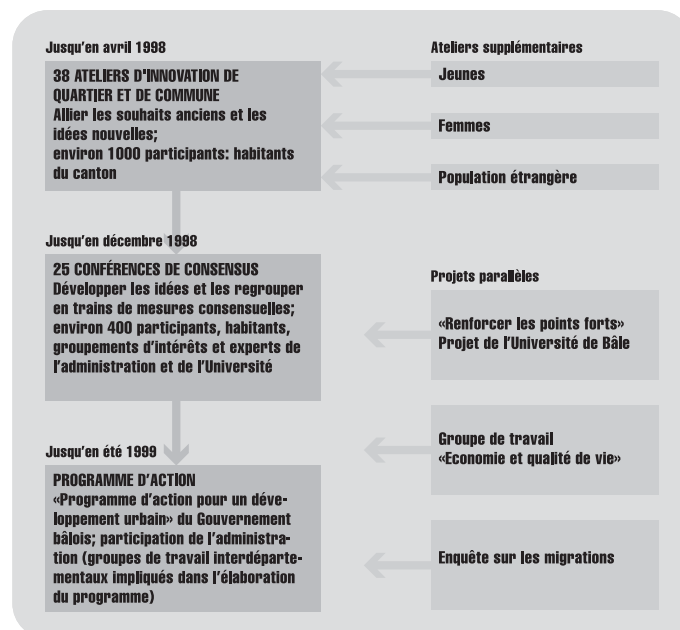 Jusqu'en avril 1998
38 ATELIERS D'INNOVATION DE
QUARTIER ET DE COMMUNE
Allier les souhaits anciens et les
idées nouvelles;
environ 1000 participants: habitants
du canton
Jusqu'en décembre 1998
25 CONFÉRENCES DE CONSENSUS
Développer les idées et les regrouper
en trains de mesures consensuelles;
environ 400 participants, habitants,
groupements d'intérêts et experts de
l'administration et de l'Université
Jusqu'en été 1999
PROGRAMME D'ACTION
«Programme d'action pour un déve-
loppement urbain» du Gouvernement
bâlois; participation de l'administra-
tion (groupes de travail interdéparte-
mentaux impliqués dans l'élaboration
du programme)
Ateliers supplémentaires
Jeunes
Femmes
Population étrangère
Projets parallèles
«Renforcer les points forts»
Projet de l'Université de Bâle
Groupe de travail
«Economie et qualité de vie»
Enquête sur les migrations